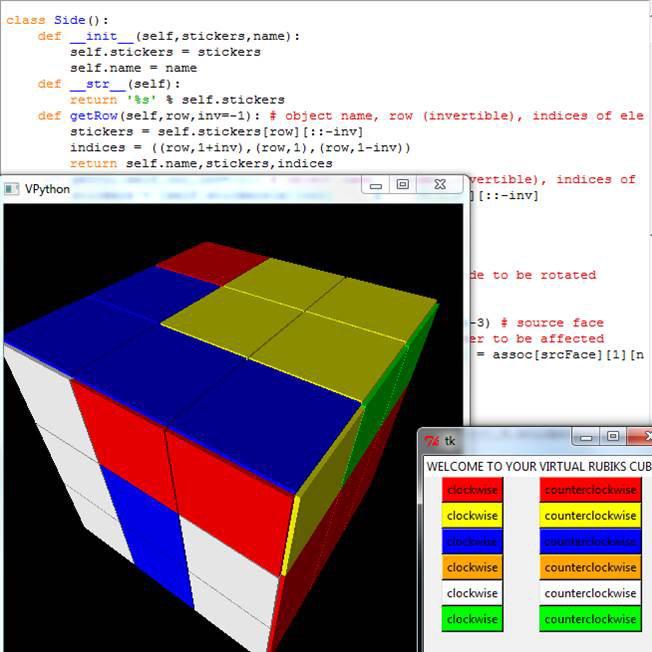 class Side():
def __init__(self,stickers,name):
self.stickers = stickers
self.name = name
def __str__(self):
return '%s' % self.stickers
def getRow(self,row,inv=-1): # object name, row (invertible), indices of ele
stickers = self.stickers[row][::-inv]
indices = ((row,1+inv),(row,1),(row,1-inv))
return self.name,stickers,indices
vertible), indices of
][::-inv]
VPython
de to be rotated
-3) # source face
er to be affected
= assoc[srcFace][1][n
tk
WELCOME TO YOUR VIRTUAL RUBIKS CUB
clockwise counterclockwise
clockwise counterclockwise
clockwise counterclockwise
clockwise counterclockwise
clockwise counterclockwise
clockwise counterclockwise